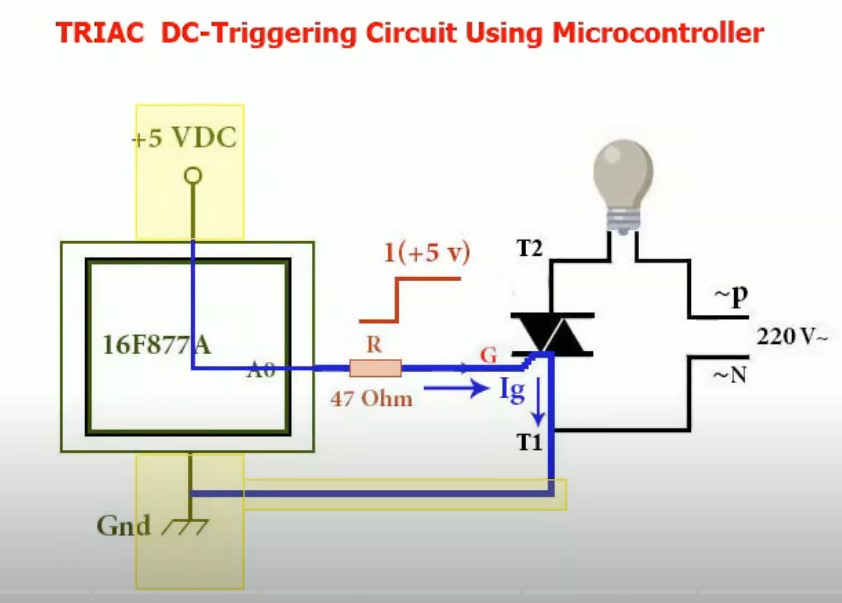 TRIAC DC-Triggering Circuit Using Microcontroller
+5 VDC
1(+5 v)
T2
~p
16F877A
R
G
220 V~
A0
47 Ohm
Ig
~N
T1
Gnd